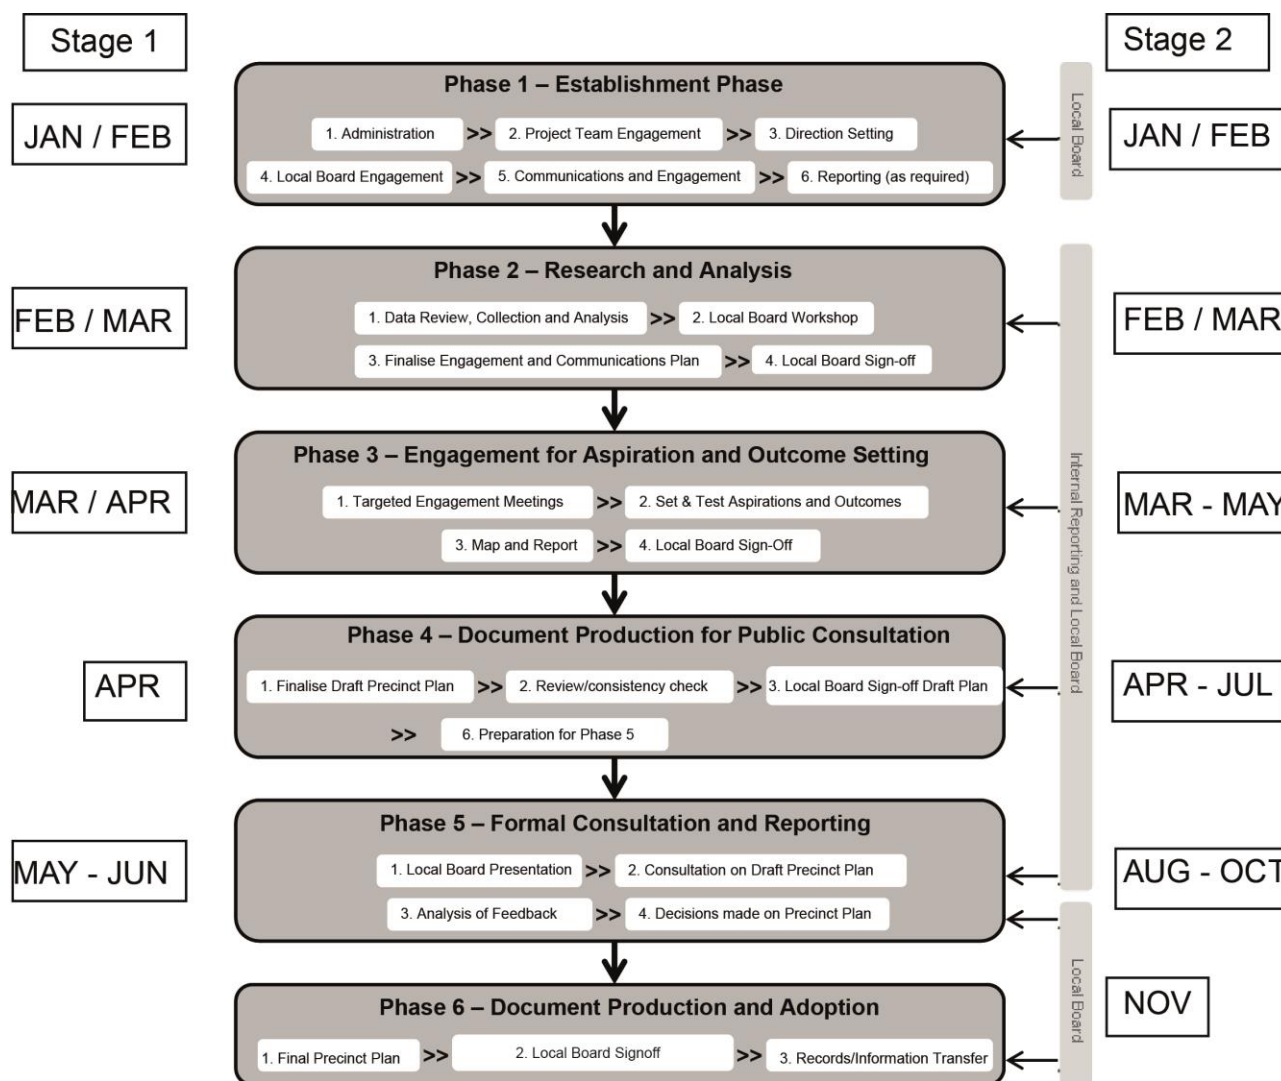 Stage 1
Stage 2
Phase 1 – Establishment Phase
JAN / FEB
1. Administration >> 2. Project Team Engagement >> 3. Direction Setting
4. Local Board Engagement >> 5. Communications and Engagement >> 6. Reporting (as required)
Local Board
JAN / FEB
Phase 2 – Research and Analysis
FEB / MAR
1. Data Review, Collection and Analysis >> 2. Local Board Workshop
3. Finalise Engagement and Communications Plan >> 4. Local Board Sign-off
FEB / MAR
Phase 3 – Engagement for Aspiration and Outcome Setting
MAR / APR
1. Targeted Engagement Meetings >> 2. Set & Test Aspirations and Outcomes
3. Map and Report >> 4. Local Board Sign-Off
Internal Reporting and Local Board
MAR - MAY
Phase 4 – Document Production for Public Consultation
APR
1. Finalise Draft Precinct Plan >> 2. Review/consistency check >> 3. Local Board Sign-off Draft Plan
>> 6. Preparation for Phase 5
APR - JUL
Phase 5 – Formal Consultation and Reporting
MAY - JUN
1. Local Board Presentation >> 2. Consultation on Draft Precinct Plan
3. Analysis of Feedback >> 4. Decisions made on Precinct Plan
AUG - OCT
Phase 6 – Document Production and Adoption
1. Final Precinct Plan >> 2. Local Board Signoff >> 3. Records/Information Transfer
Local Board
NOV